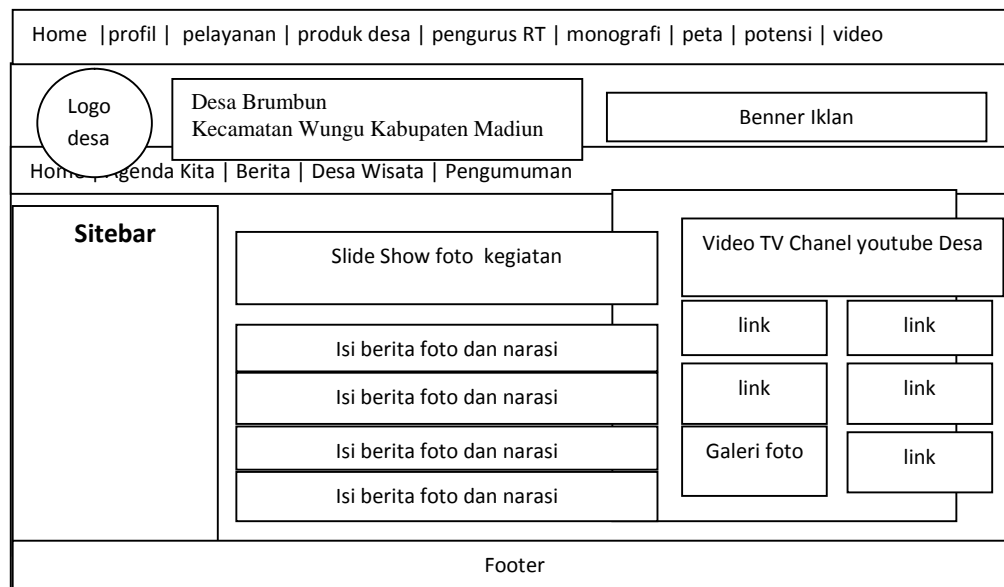 Home |profil | pelayanan | produk desa | pengurus RT | monografi | peta | potensi | video
Logo
desa
Desa Brumbun
Kecamatan Wungu Kabupaten Madiun
Benner Iklan
Home | Agenda Kita | Berita | Desa Wisata | Pengumuman
Sitebar
Slide Show foto kegiatan
Isi berita foto dan narasi
Isi berita foto dan narasi
Isi berita foto dan narasi
Isi berita foto dan narasi
Video TV Chanel youtube Desa
link
link
link
link
Galeri foto
link
Footer